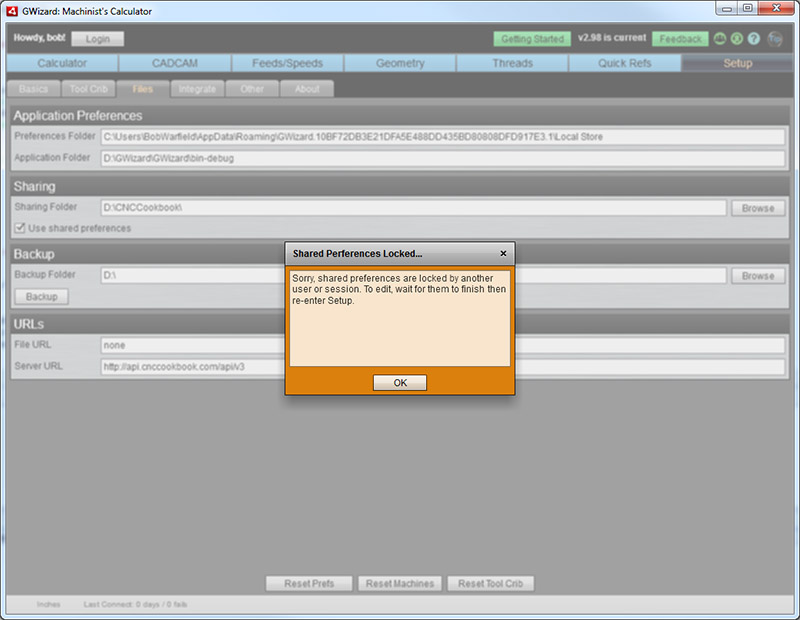 GWizard: Machinist's Calculator
Howdy, bob! Login Getting Started v2.98 is current Feedback
Calculator CADCAM Feeds/Speeds Geometry Threads Quick Refs Setup
Basics Tool Crib Files Integrate Other About
Application Preferences
Preferences Folder C:\Users\BobWarfield\AppData\Roaming\GWizard.10BF72DB3E21DFA5E488DD435BD80808DFD917E3.1\Local Store
Application Folder D:\GWizard\GWizard\bin-debug
Sharing
Sharing Folder D:\CNCCookbook\ Browse
Use shared preferences
Backup
Backup Folder D:\ Browse
Backup
URLs
File URL none
Server URL http://api.cnccookbook.com/api/v3
Shared Perferences Locked...
Sorry, shared preferences are locked by another
user or session. To edit, wait for them to finish then
re-enter Setup.
OK
Reset Prefs Reset Machines Reset Tool Crib
Inches Last Connect: 0 days / 0 fails